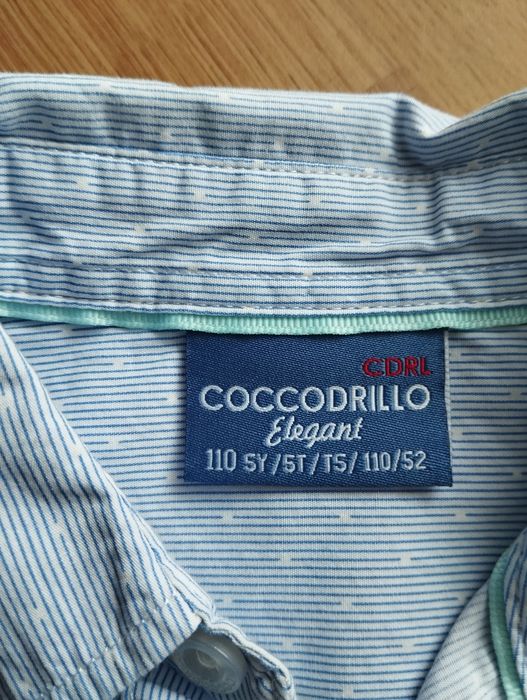 CDRL
COCCODRILLO
Elegant
110 5Y/5T/T5/110/52